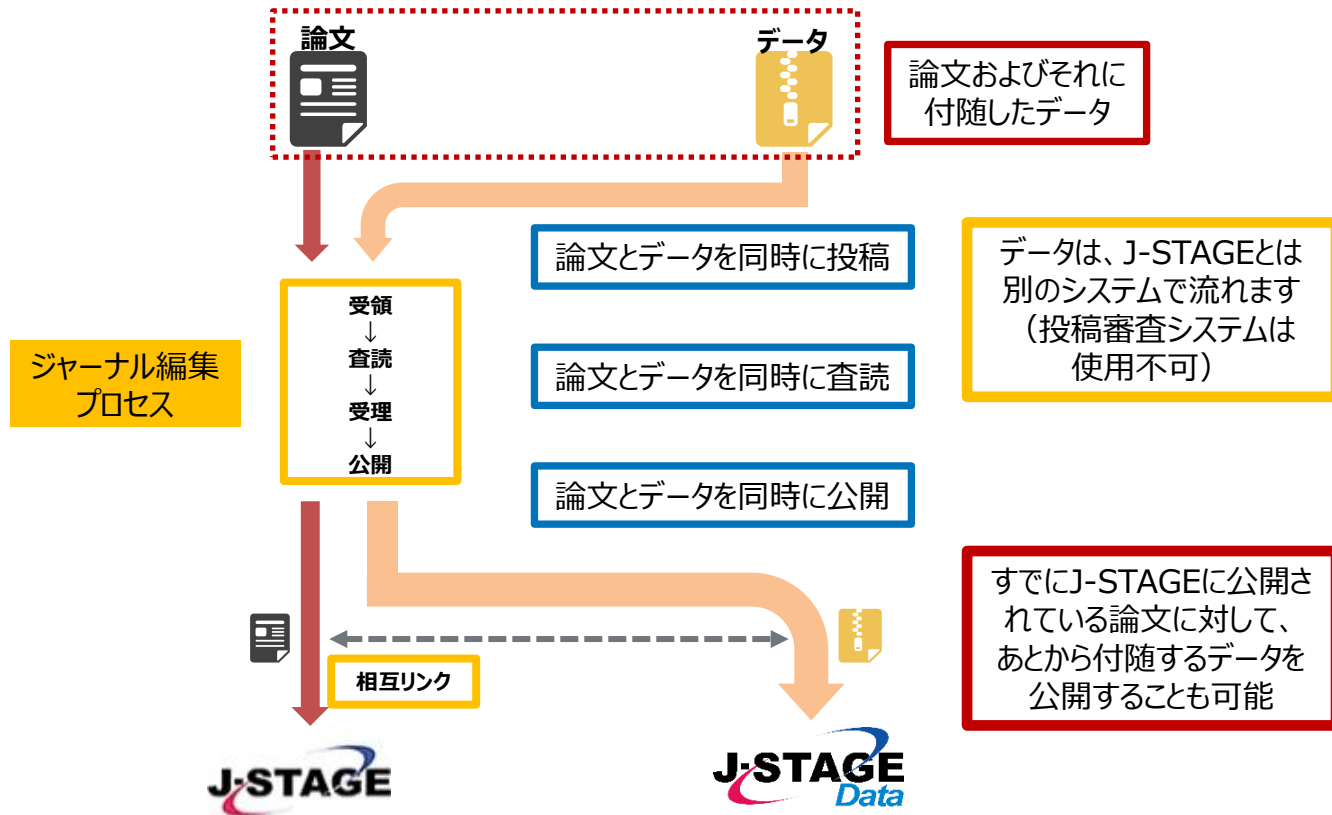 論文
データ
論文およびそれに
付随したデータ
論文とデータを同時に投稿
データは、J-STAGEとは
別のシステムで流れます
（投稿審査システムは
使用不可）
ジャーナル編集
プロセス
受領
↓
査読
↓
受理
↓
公開
論文とデータを同時に査読
論文とデータを同時に公開
すでにJ-STAGEに公開さ
れている論文に対して、
あとから付随するデータを
公開することも可能
相互リンク
J-STAGE
J-STAGE
Data